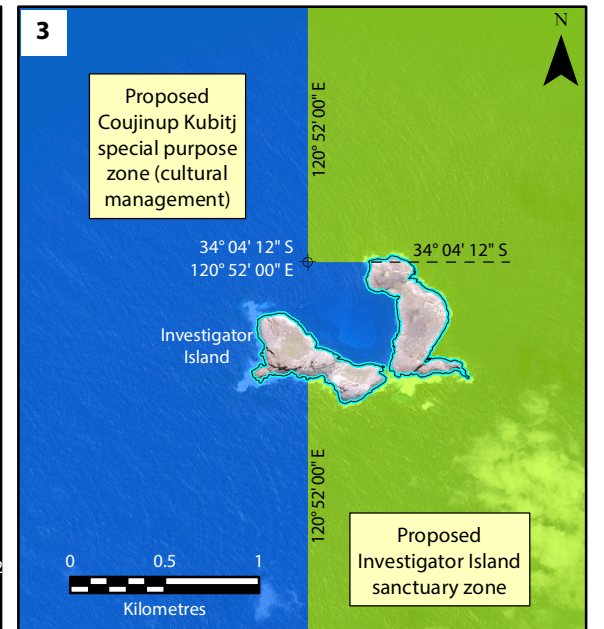 3
N
Proposed
Coujinup Kubitj
special purpose
zone (cultural
management)
120° 52' 00" E
34° 04' 12" S
120° 52' 00" E
34° 04' 12" S
Investigator
Island
120° 52' 00" E
2
0 0.5 1
Kilometres
Proposed
Investigator Island
sanctuary zone